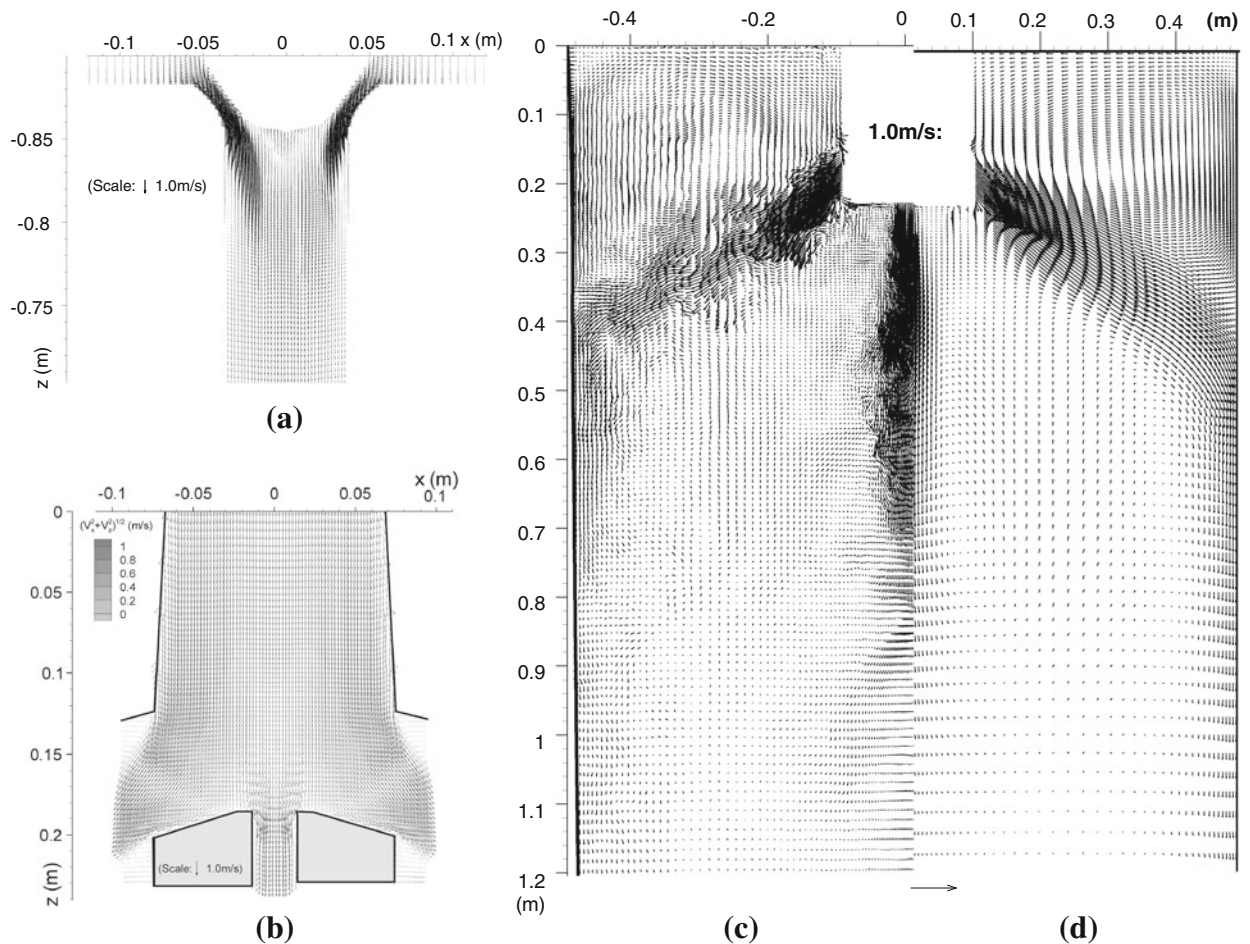 -0.1 -0.05 0 0.05 0.1 x (m)
-0.85
(Scale: ↓ 1.0m/s)
-0.8
-0.75
z (m)
(a)
x (m)
-0.1 -0.05 0 0.05 0.1
0
(Vx²+Vz²)^1/2 (m/s)
1
0.8
0.6
0.4
0.2
0
0.05
0.1
0.15
0.2
z (m)
(Scale: ↓ 1.0m/s)
(b)
-0.4 -0.2 0 0.1 0.2 0.3 0.4 (m)
0
0.1
1.0m/s:
0.2
0.3
0.4
0.5
0.6
0.7
0.8
0.9
1
1.1
1.2
(m)
(c) (d)